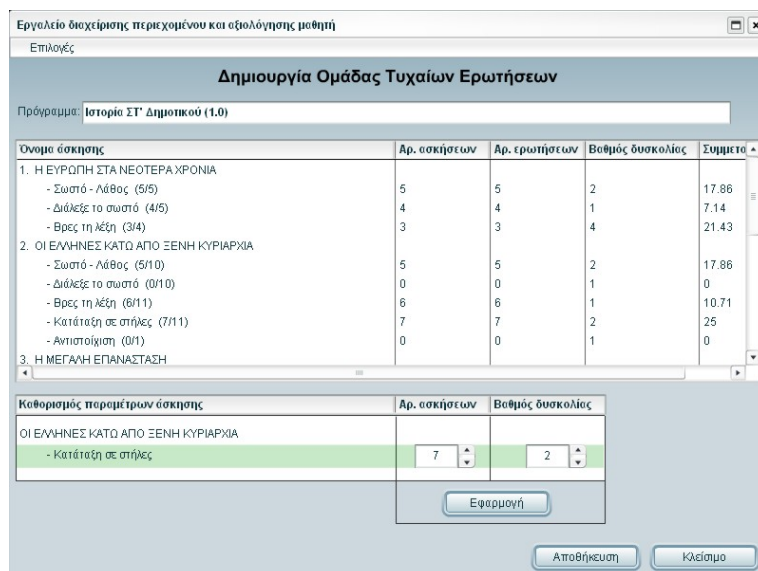 Εργαλείο διαχείρισης περιεχομένου και αξιολόγησης μαθητή
Επιλογές
Δημιουργία Ομάδας Τυχαίων Ερωτήσεων
Πρόγραμμα: Ιστορία ΣΤ' Δημοτικού (1.0)
Όνομα άσκησης Αρ. ασκήσεων Αρ. ερωτήσεων Βαθμός δυσκολίας Συμμετο
1. Η ΕΥΡΩΠΗ ΣΤΑ ΝΕΟΤΕΡΑ ΧΡΟΝΙΑ
- Σωστό - Λάθος (5/5) 5 5 2 17.86
- Διάλεξε το σωστό (4/5) 4 4 1 7.14
- Βρες τη λέξη (3/4) 3 3 4 21.43
2. ΟΙ ΕΛΛΗΝΕΣ ΚΑΤΩ ΑΠΟ ΞΕΝΗ ΚΥΡΙΑΡΧΙΑ
- Σωστό - Λάθος (5/10) 5 5 2 17.86
- Διάλεξε το σωστό (0/10) 0 0 1 0
- Βρες τη λέξη (6/11) 6 6 1 10.71
- Κατάταξη σε στήλες (7/11) 7 7 2 25
- Αντιστοίχιση (0/1) 0 0 1 0
3. Η ΜΕΓΑΛΗ ΕΠΑΝΑΣΤΑΣΗ
Καθορισμός παραμέτρων άσκησης Αρ. ασκήσεων Βαθμός δυσκολίας
ΟΙ ΕΛΛΗΝΕΣ ΚΑΤΩ ΑΠΟ ΞΕΝΗ ΚΥΡΙΑΡΧΙΑ
- Κατάταξη σε στήλες 7 2
Εφαρμογή
Αποθήκευση Κλείσιμο